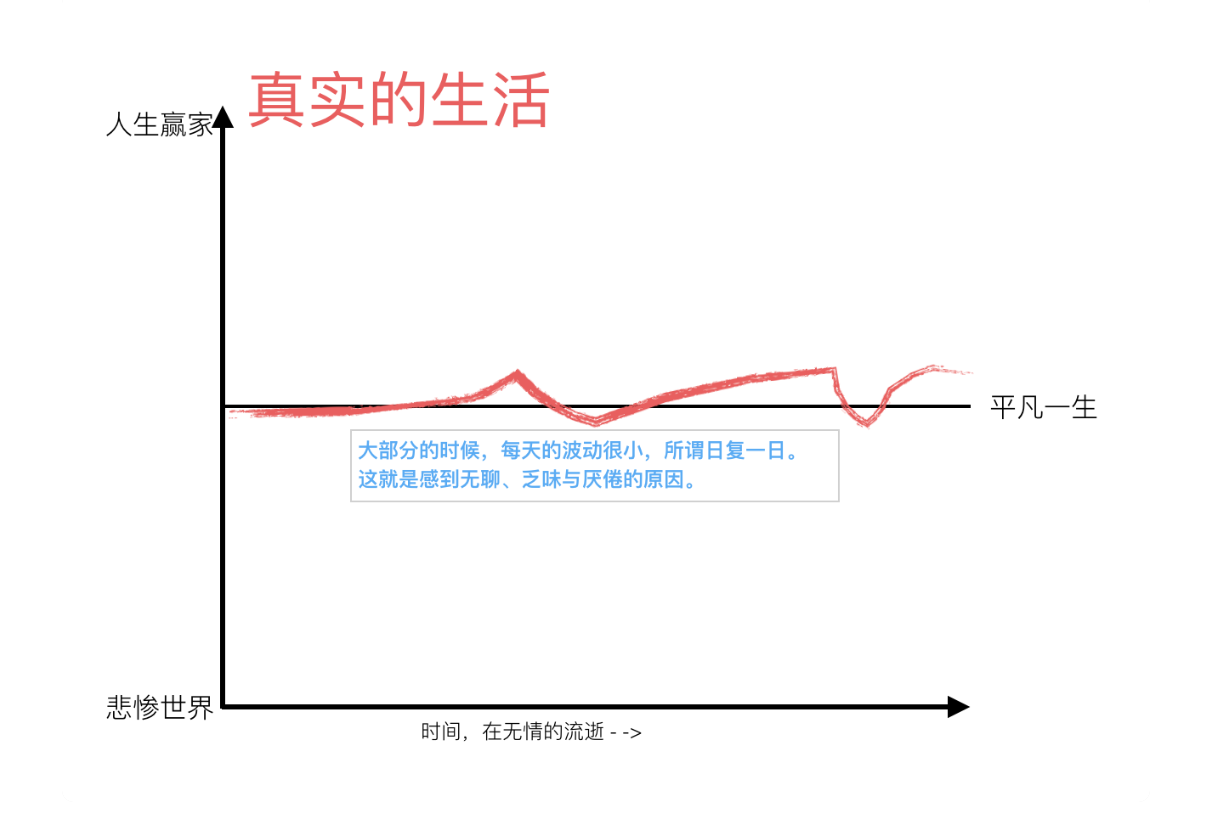 真实的生活
人生赢家
平凡一生
大部分的时候，每天的波动很小，所谓日复一日。
这就是感到无聊、乏味与厌倦的原因。
悲惨世界
时间，在无情的流逝 - ->